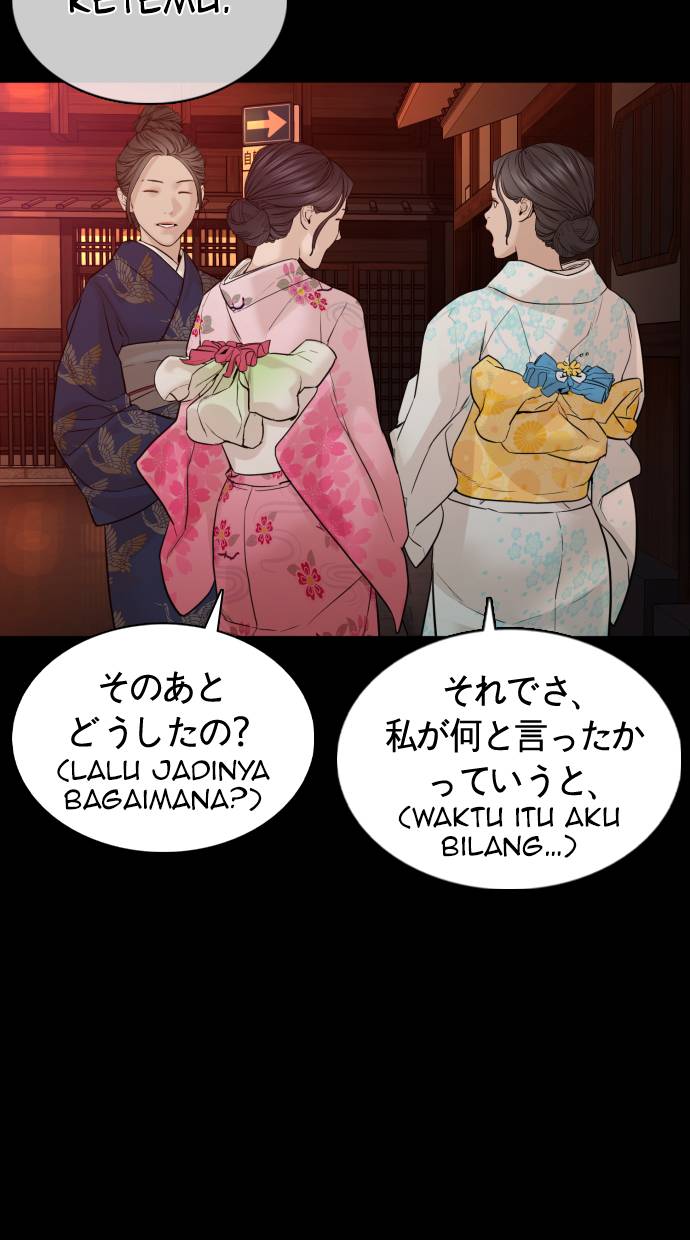 KETEMU.
そのあと
どうしたの?
(LALU JADINYA
BAGAIMANA?)
それでさ、
私が何と言ったか
っていうと、
(WAKTU ITU AKU
BILANG...)